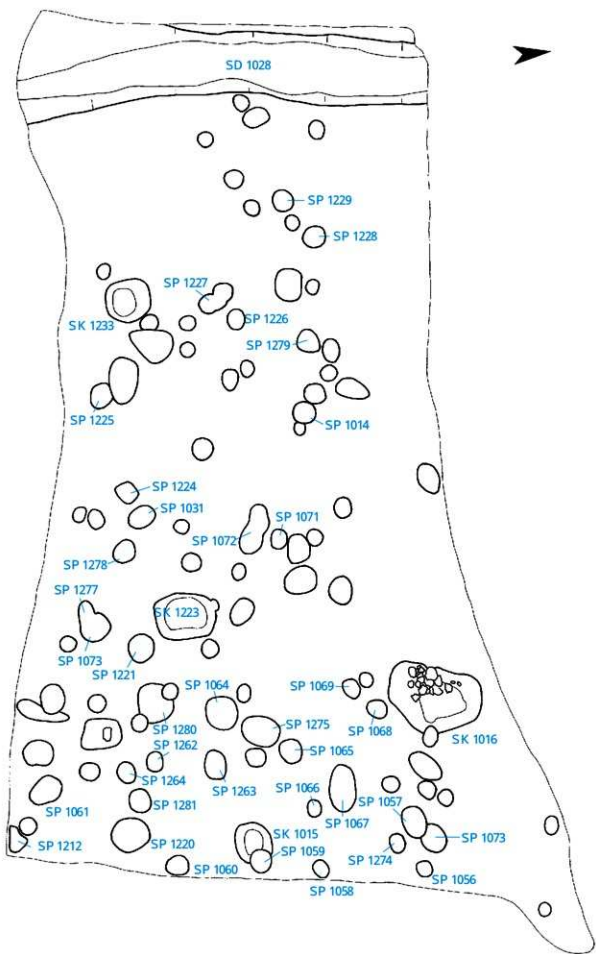 SD 1028
SP 1229
SP 1228
SP 1227
SK 1233
SP 1226
SP 1279
SP 1225
SP 1014
SP 1224
SP 1031
SP 1071
SP 1072
SP 1278
SP 1277
SK 1223
SP 1073
SP 1221
SP 1064
SP 1069
SP 1068
SP 1280
SP 1275
SK 1016
SP 1262
SP 1065
SP 1264
SP 1263
SP 1061
SP 1281
SP 1066
SP 1067
SP 1057
SP 1212
SP 1220
SK 1015
SP 1059
SP 1274
SP 1073
SP 1060
SP 1058
SP 1056